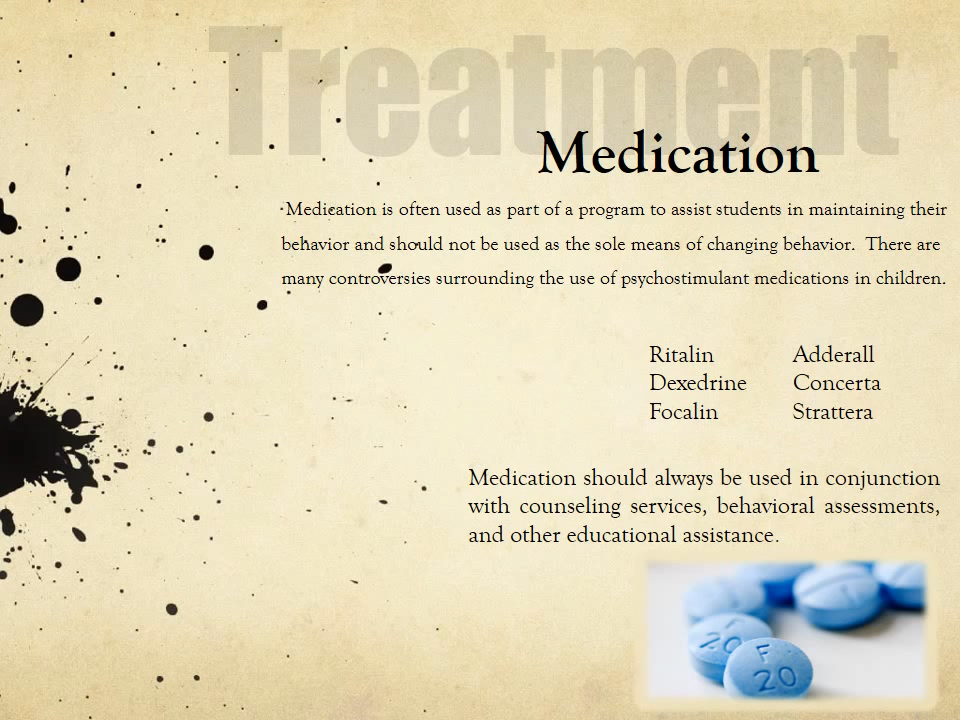 Treatment
Medication
·Medication is often used as part of a program to assist students in maintaining their
behavior and should not be used as the sole means of changing behavior.  There are
many controversies surrounding the use of psychostimulant medications in children.
Ritalin Adderall
Dexedrine Concerta
Focalin Strattera
Medication should always be used in conjunction
with counseling services, behavioral assessments,
and other educational assistance.
20
F
20